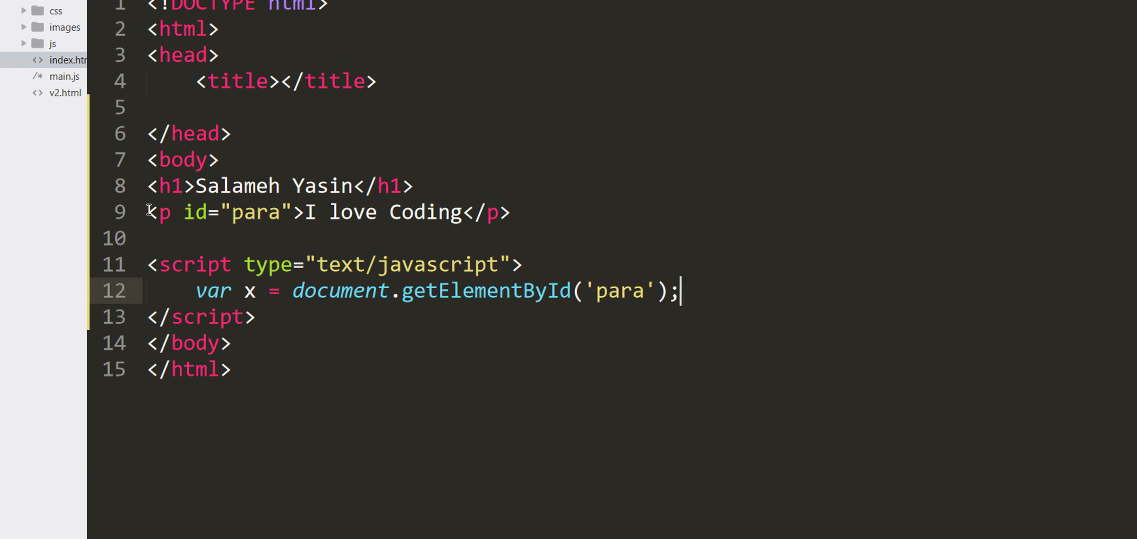 css
images
js
index.htm
/* main.js
<> v2.html
1 <!DOCTYPE html>
2 <html>
3 <head>
4 <title></title>
5
6 </head>
7 <body>
8 <h1>Salameh Yasin</h1>
9 <p id="para">I love Coding</p>
10
11 <script type="text/javascript">
12 var x = document.getElementById('para');
13 </script>
14 </body>
15 </html>